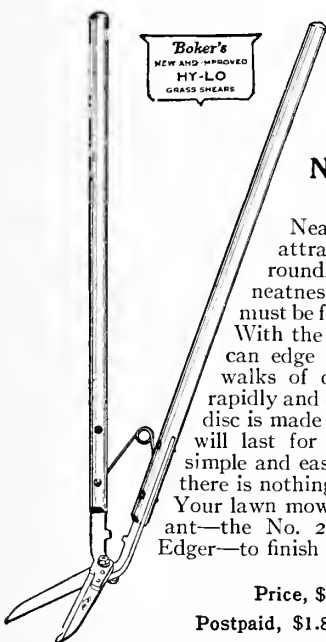 Boker's
NEW AND IMPROVED
HY-LO
GRASS SHEARS
N
Nea
attra
round
neatnes
must be f
With the
can edge
walks of
rapidly and
disc is made
will last for
simple and eas
there is nothing
Your lawn mow
ant—the No. 2
Edger—to finish
Price, $
Postpaid, $1.8